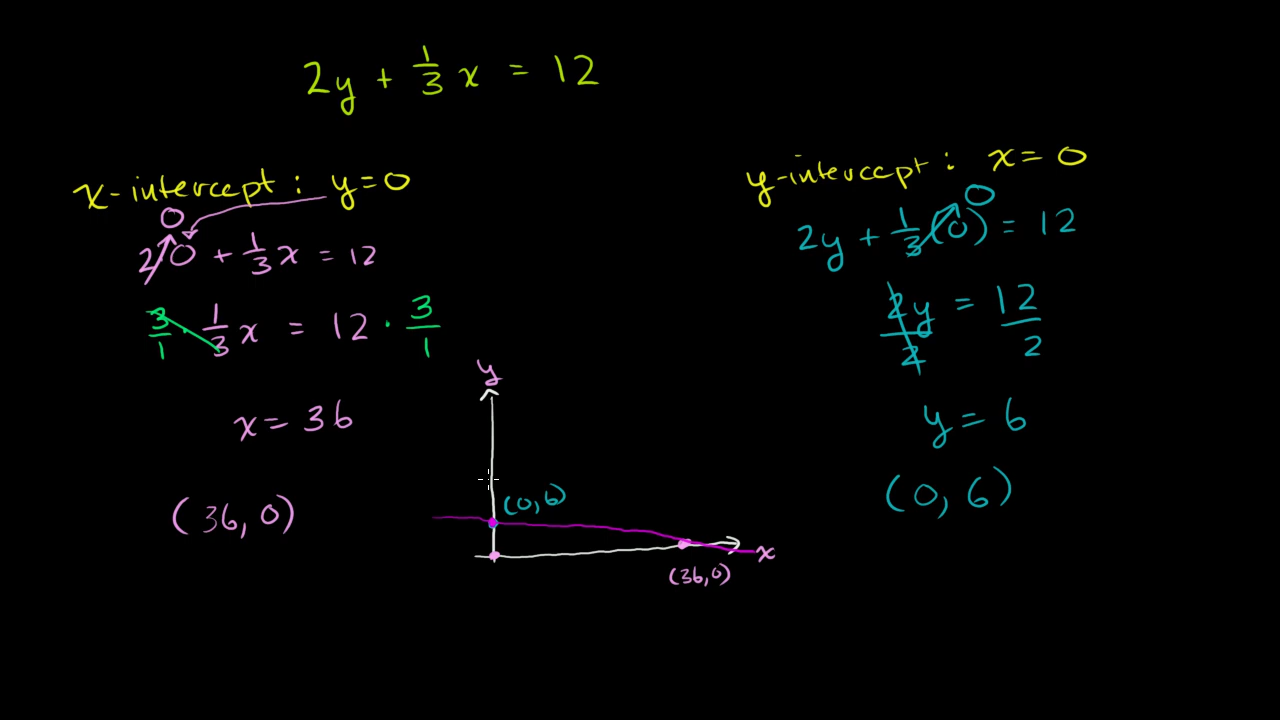 2y + 1/3 x = 12
x-intercept: y=0
0
2·0 + 1/3 x = 12
3/1 · 1/3 x = 12 · 3/1
x = 36
(36, 0)
y-intercept: x=0
0
2y + 1/3 (0) = 12
2y/2 = 12/2
y = 6
(0, 6)
y
(0,6)
x
(36,0)